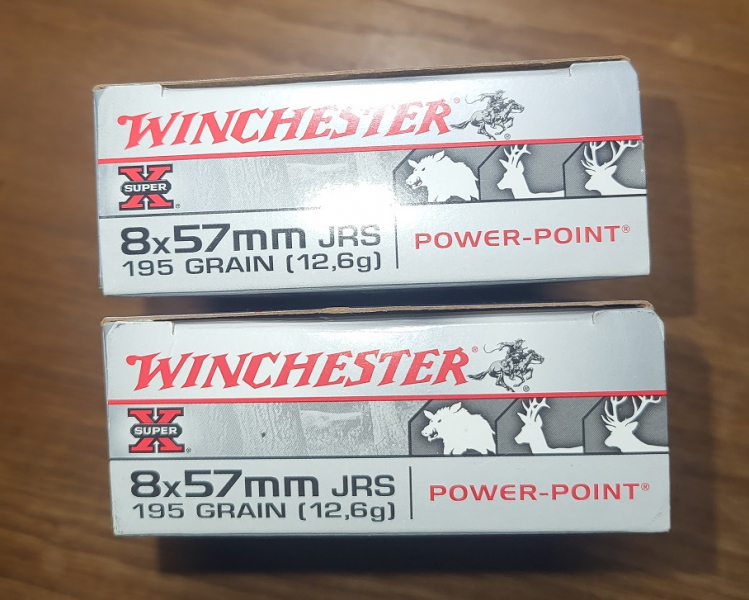 WINCHESTER®
X
SUPER
®
8x57mm JRS
195 GRAIN (12,6g)
POWER-POINT®
WINCHESTER®
X
SUPER
®
8x57mm JRS
195 GRAIN (12,6g)
POWER-POINT®